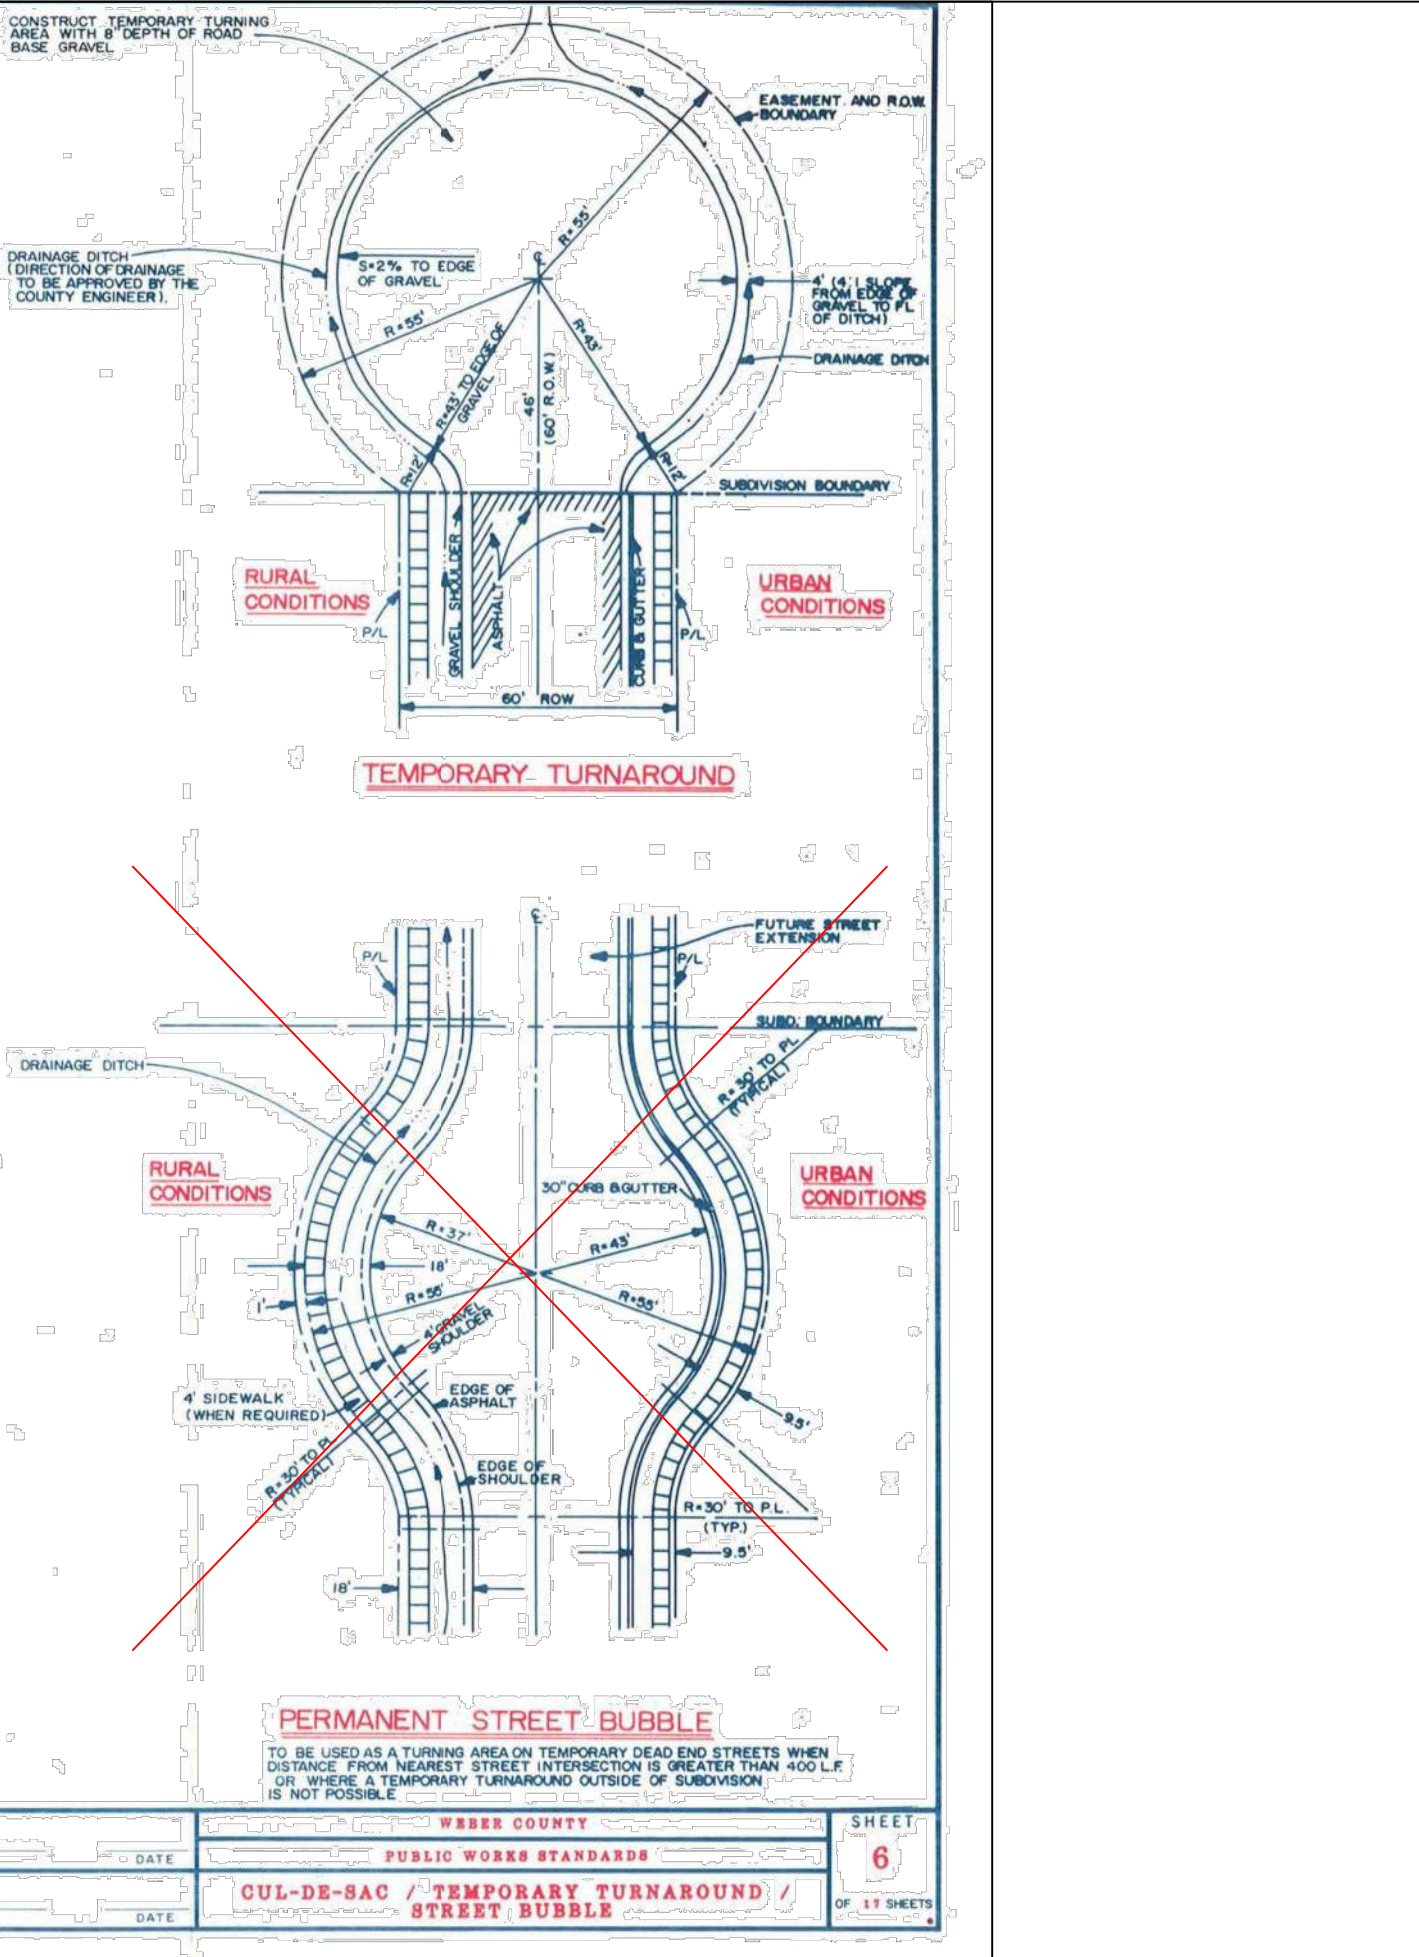 CONSTRUCT TEMPORARY TURNING
AREA WITH 8" DEPTH OF ROAD
BASE GRAVEL
EASEMENT AND R.O.W.
BOUNDARY
R=55'
℄
DRAINAGE DITCH
(DIRECTION OF DRAINAGE
TO BE APPROVED BY THE
COUNTY ENGINEER).
S=2% TO EDGE
OF GRAVEL
4' (4:1 SLOPE
FROM EDGE OF
GRAVEL TO FL
OF DITCH)
R=55'
R=43'
R=43' TO EDGE OF
GRAVEL
46'
(60' R.O.W.)
DRAINAGE DITCH
R=12'
R=12'
SUBDIVISION BOUNDARY
RURAL
CONDITIONS
URBAN
CONDITIONS
P/L
GRAVEL SHOULDER
ASPHALT
CURB & GUTTER
P/L
60' ROW
TEMPORARY TURNAROUND
℄
FUTURE STREET
EXTENSION
P/L
P/L
SUBD. BOUNDARY
DRAINAGE DITCH
R=30' TO PL
(TYPICAL)
RURAL
CONDITIONS
URBAN
CONDITIONS
30" CURB & GUTTER
R=37'
R=43'
18'
R=55'
R=55'
1'
4' GRAVEL
SHOULDER
4' SIDEWALK
(WHEN REQUIRED)
EDGE OF
ASPHALT
9.5'
R=30' TO PL
(TYPICAL)
EDGE OF
SHOULDER
R=30' TO P.L.
(TYP.)
9.5'
18'
PERMANENT STREET BUBBLE
TO BE USED AS A TURNING AREA ON TEMPORARY DEAD END STREETS WHEN
DISTANCE FROM NEAREST STREET INTERSECTION IS GREATER THAN 400 L.F.
OR WHERE A TEMPORARY TURNAROUND OUTSIDE OF SUBDIVISION
IS NOT POSSIBLE
WEBER COUNTY
SHEET
DATE
PUBLIC WORKS STANDARDS
6
CUL-DE-SAC / TEMPORARY TURNAROUND /
STREET BUBBLE
OF 17 SHEETS
DATE